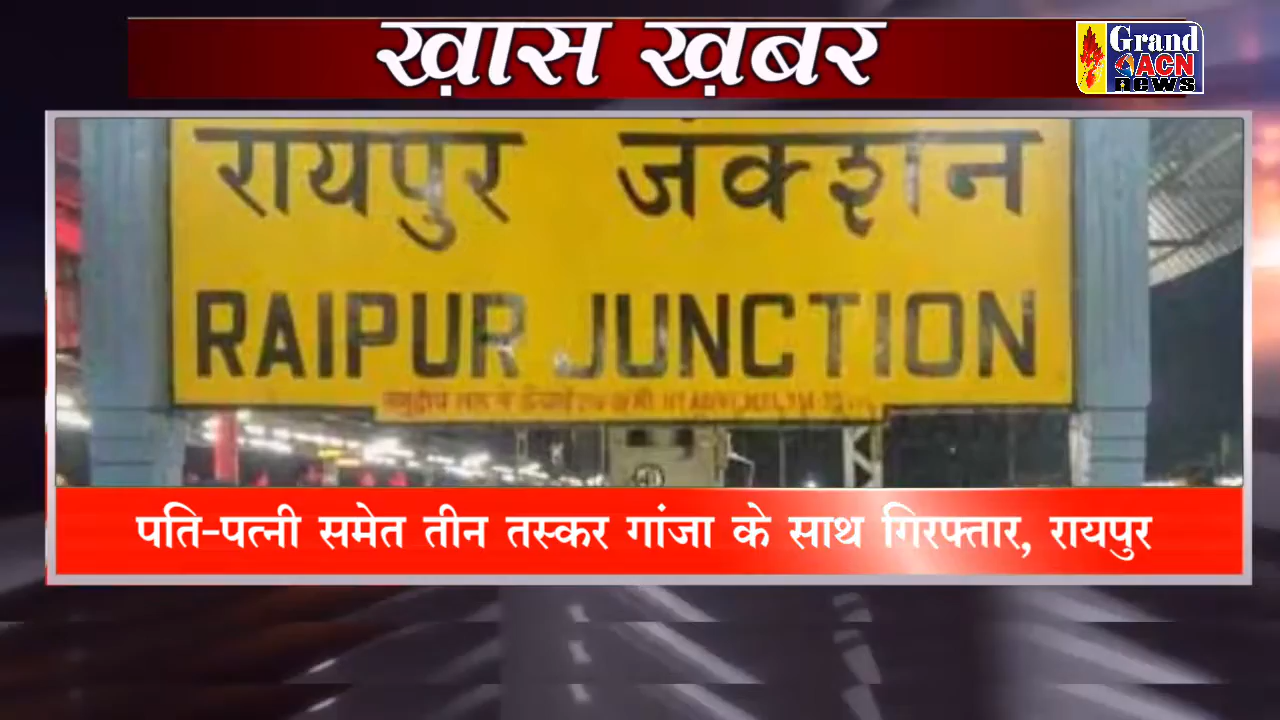 ख़ास ख़बर
Grand
ACN
news
रायपुर जंक्शन
RAIPUR JUNCTION
पति-पत्नी समेत तीन तस्कर गांजा के साथ गिरफ्तार, रायपुर